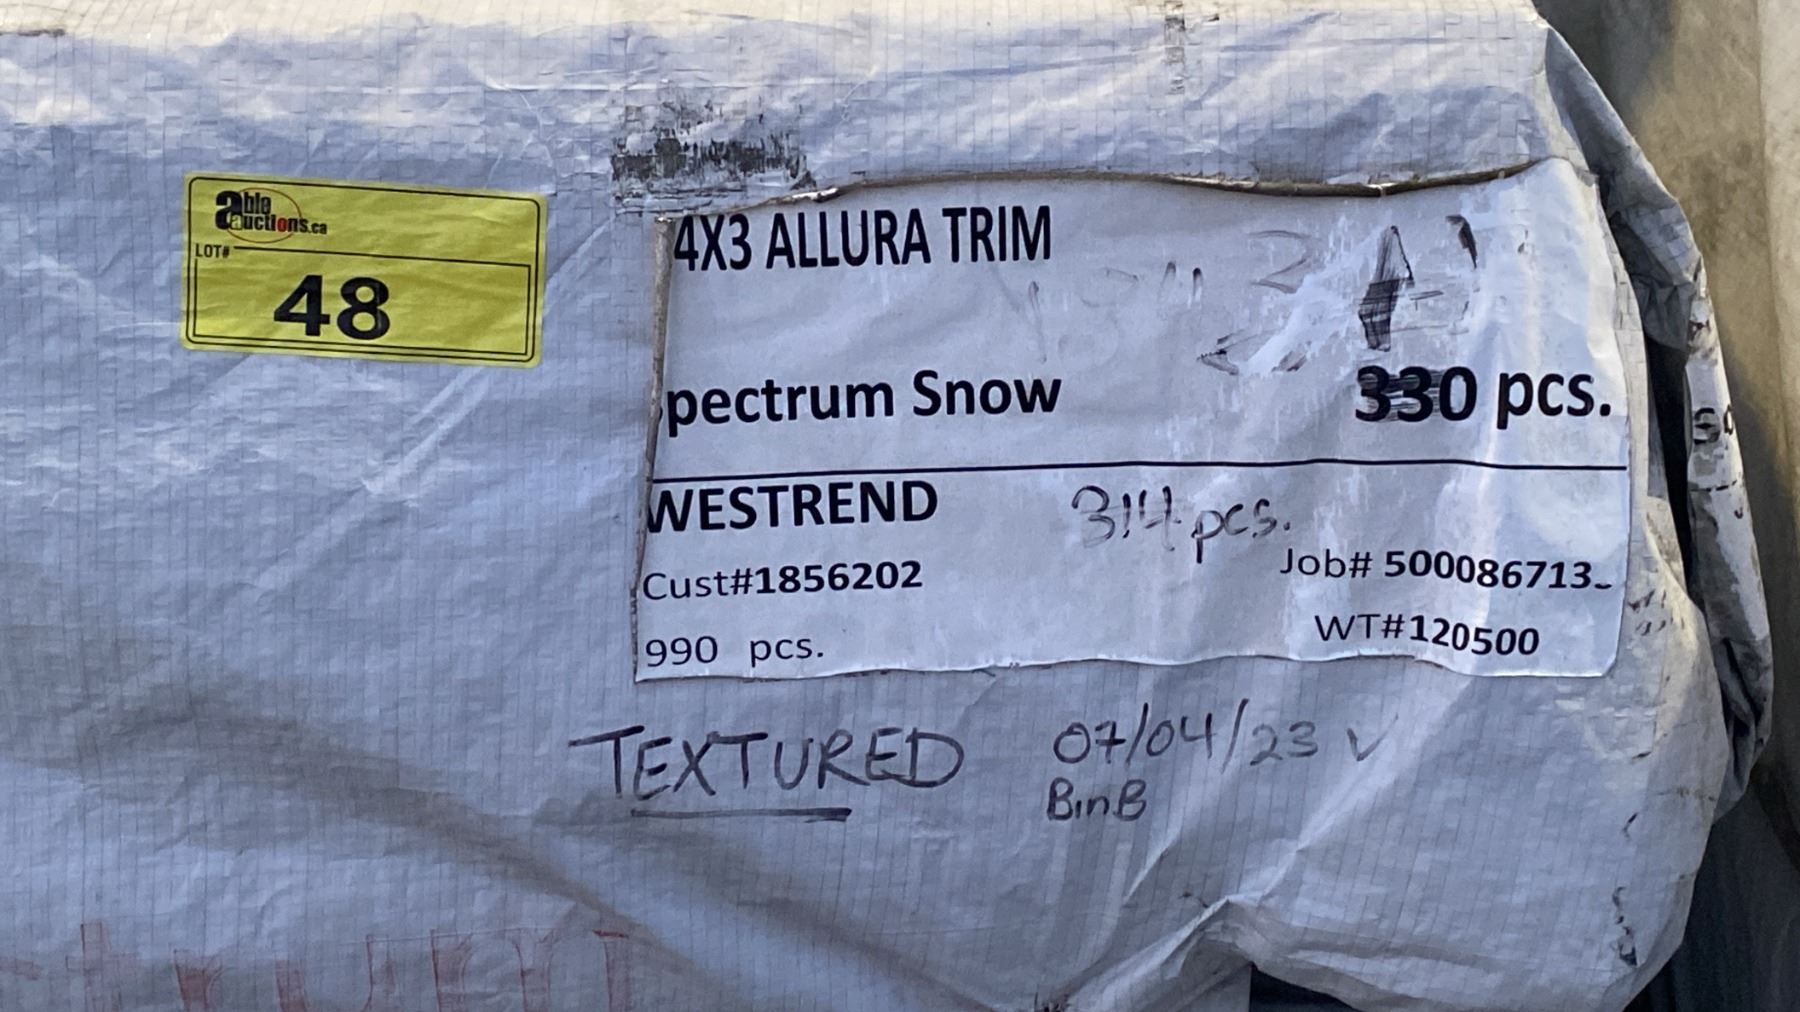 able
auctions.ca
LOT#
48
4X3 ALLURA TRIM
pectrum Snow
330 pcs.
WESTREND
314 pcs.
Cust#1856202
Job# 500086713
990 pcs.
WT#120500
TEXTURED
07/04/23
BinB
trum